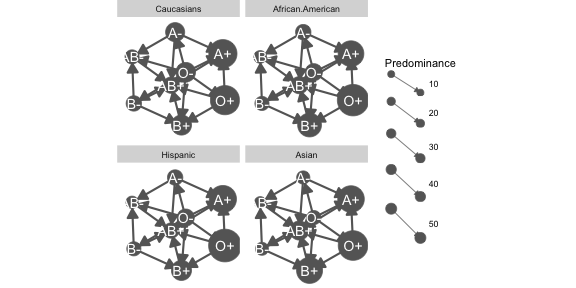 Caucasians
A-
AB-
A+
O-
AB+
B-
O+
B+
African.American
A-
AB-
A+
O-
AB+
B-
O+
B+
Hispanic
A-
AB-
A+
O-
AB+
B-
O+
B+
Asian
A-
AB-
A+
O-
AB+
B-
O+
B+
Predominance
10
20
30
40
50